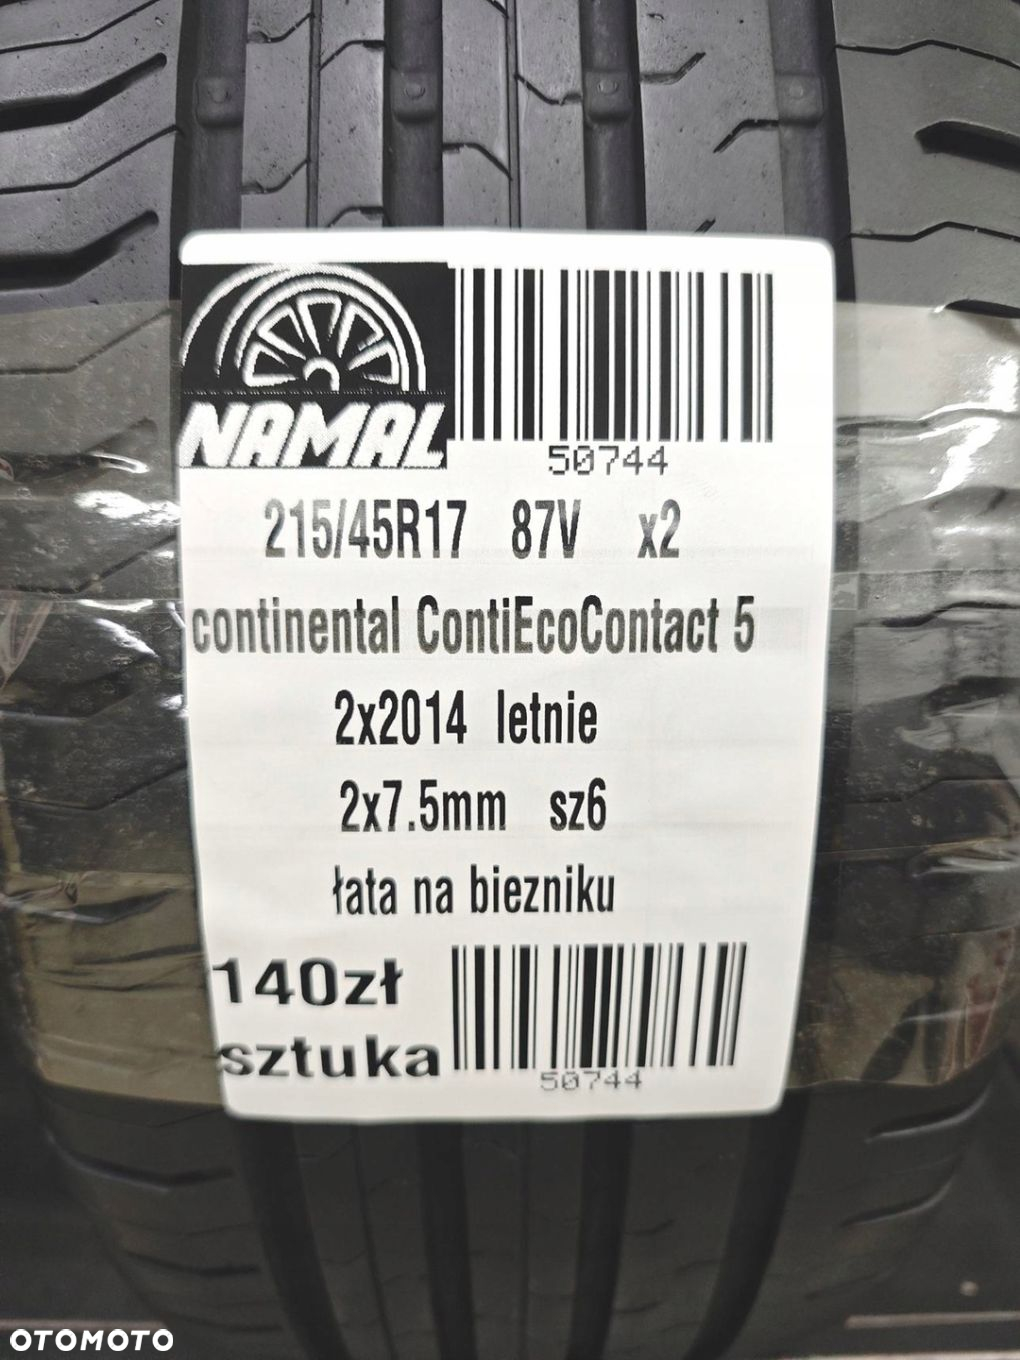 NAMAL
50744
215/45R17 87V x2
continental ContiEcoContact 5
2x2014 letnie
2x7.5mm sz6
łata na biezniku
140zł
sztuka
50744
OTOMOTO